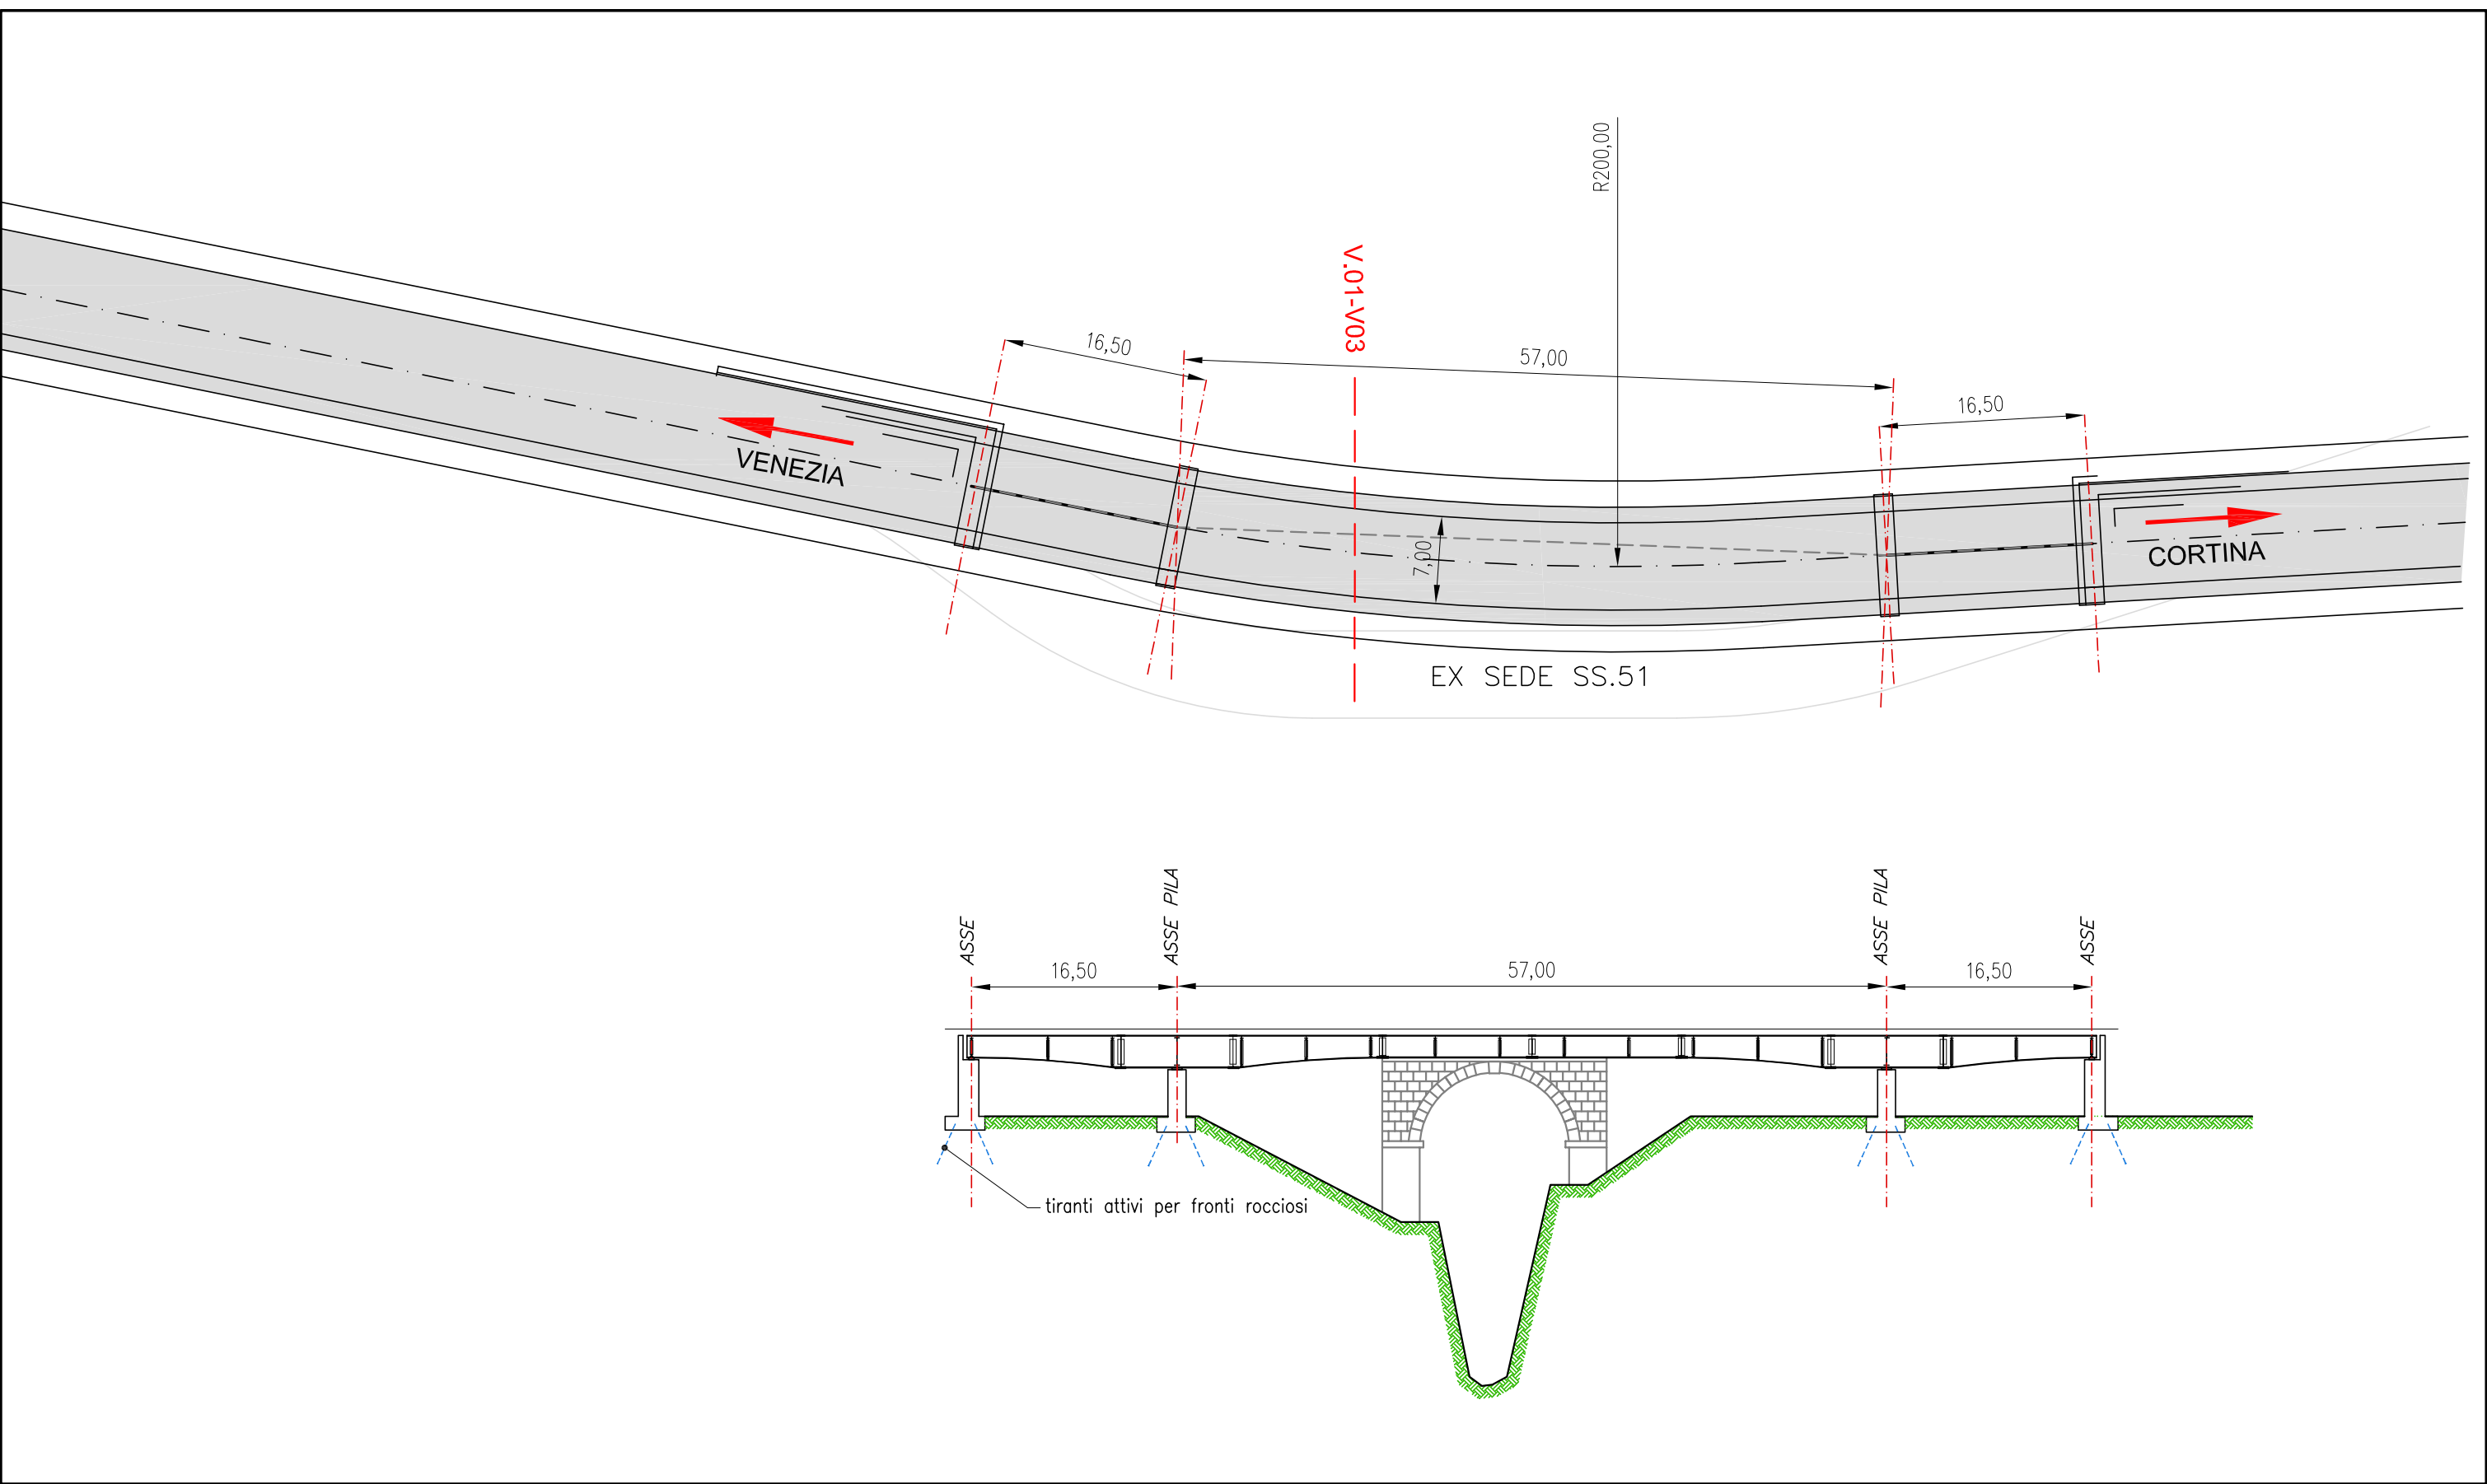 R200,00
V.01-V03
16,50
57,00
16,50
VENEZIA
7,00
CORTINA
EX SEDE SS.51
ASSE
ASSE PILA
ASSE PILA
ASSE
16,50
57,00
16,50
tiranti attivi per fronti rocciosi